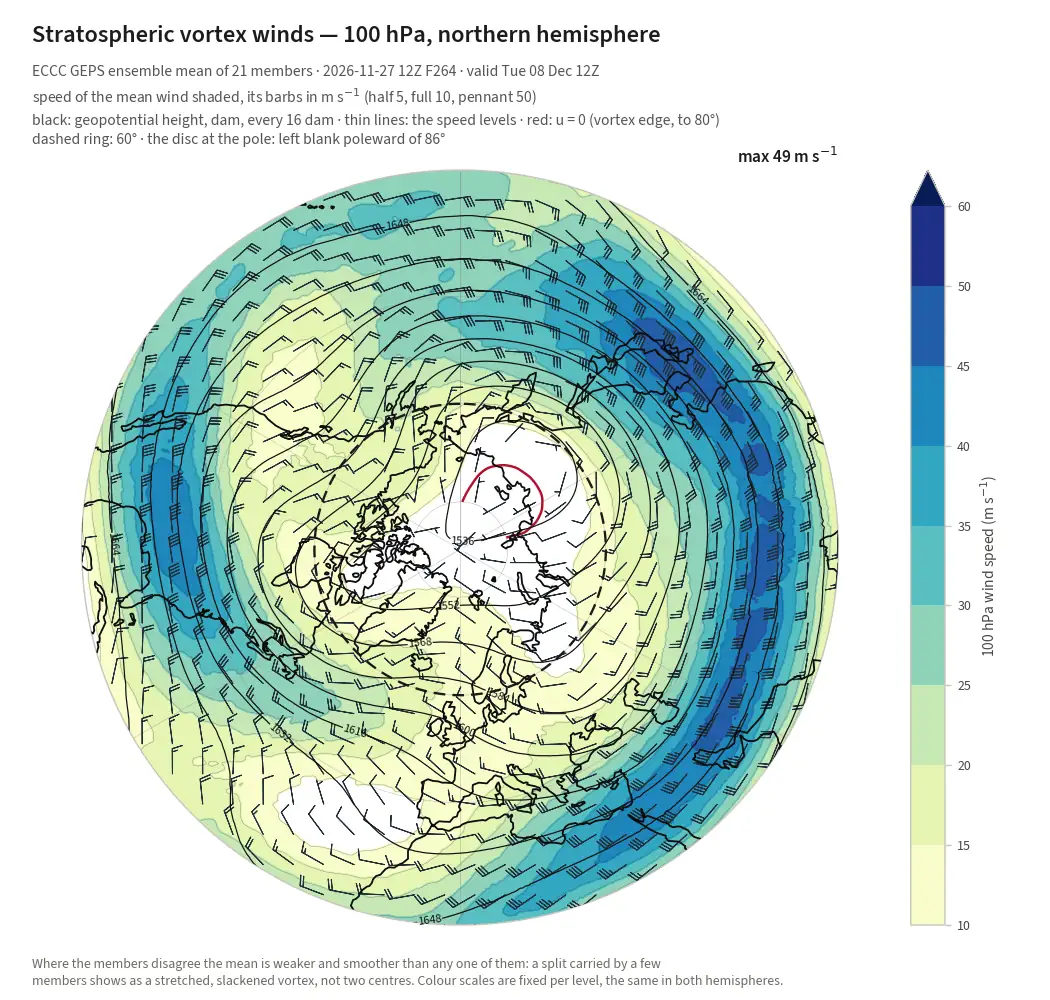 Stratospheric vortex winds — 100 hPa, northern hemisphere
ECCC GEPS ensemble mean of 21 members · 2026-11-27 12Z F264 · valid Tue 08 Dec 12Z
speed of the mean wind shaded, its barbs in m s⁻¹ (half 5, full 10, pennant 50)
black: geopotential height, dam, every 16 dam · thin lines: the speed levels · red: u = 0 (vortex edge, to 80°)
dashed ring: 60° · the disc at the pole: left blank poleward of 86°
max 49 m s⁻¹
1648
1664
1664
1536
1552
1568
1632
1648
60
50
45
40
35
30
25
20
15
10
100 hPa wind speed (m s⁻¹)
Where the members disagree the mean is weaker and smoother than any one of them: a split carried by a few
members shows as a stretched, slackened vortex, not two centres. Colour scales are fixed per level, the same in both hemispheres.